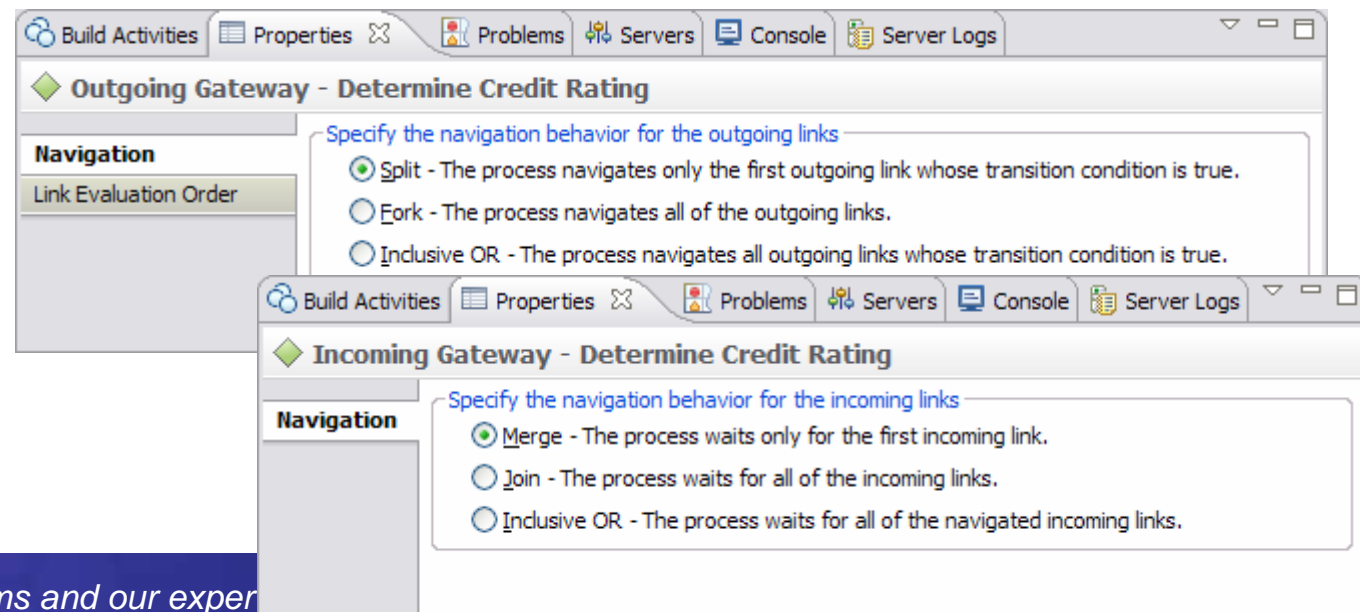 Build Activities Properties Problems Servers Console Server Logs
Outgoing Gateway - Determine Credit Rating
Navigation
Link Evaluation Order
Specify the navigation behavior for the outgoing links
Split - The process navigates only the first outgoing link whose transition condition is true.
Fork - The process navigates all of the outgoing links.
Inclusive OR - The process navigates all outgoing links whose transition condition is true.
Build Activities Properties Problems Servers Console Server Logs
Incoming Gateway - Determine Credit Rating
Navigation
Specify the navigation behavior for the incoming links
Merge - The process waits only for the first incoming link.
Join - The process waits for all of the incoming links.
Inclusive OR - The process waits for all of the navigated incoming links.
and our